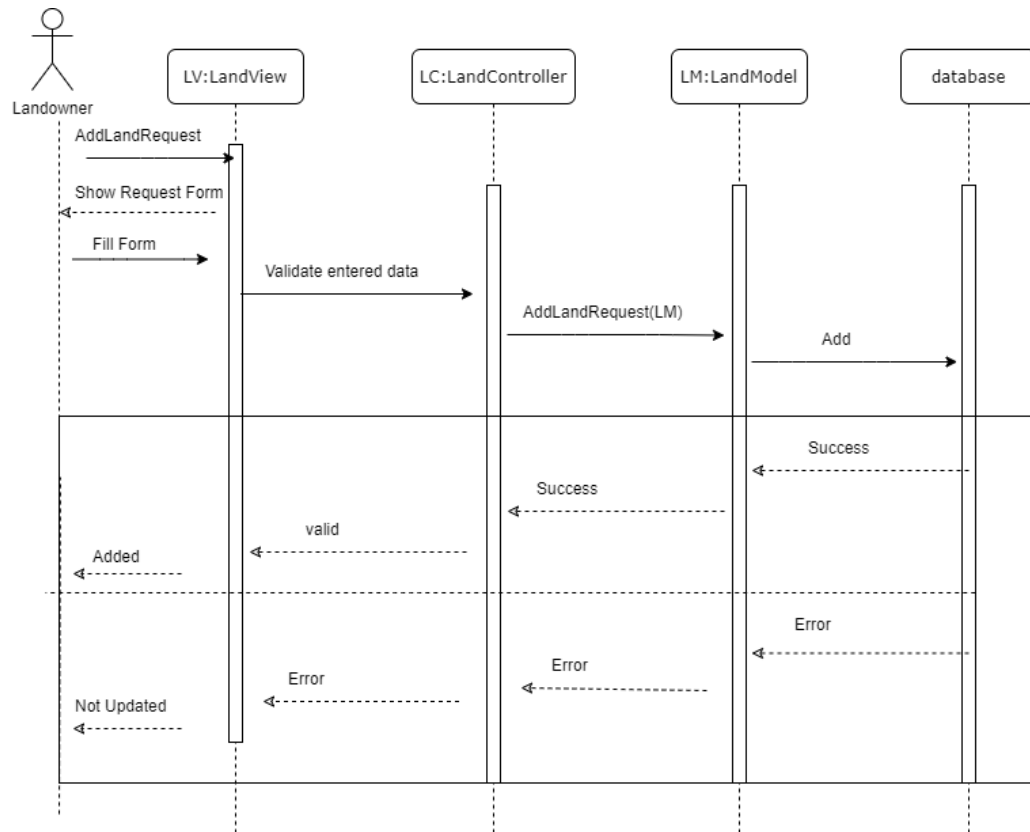 LV:LandView
LC:LandController
LM:LandModel
database
Landowner
AddLandRequest
Show Request Form
Fill Form
Validate entered data
AddLandRequest(LM)
Add
Success
Success
valid
Added
Error
Error
Error
Not Updated